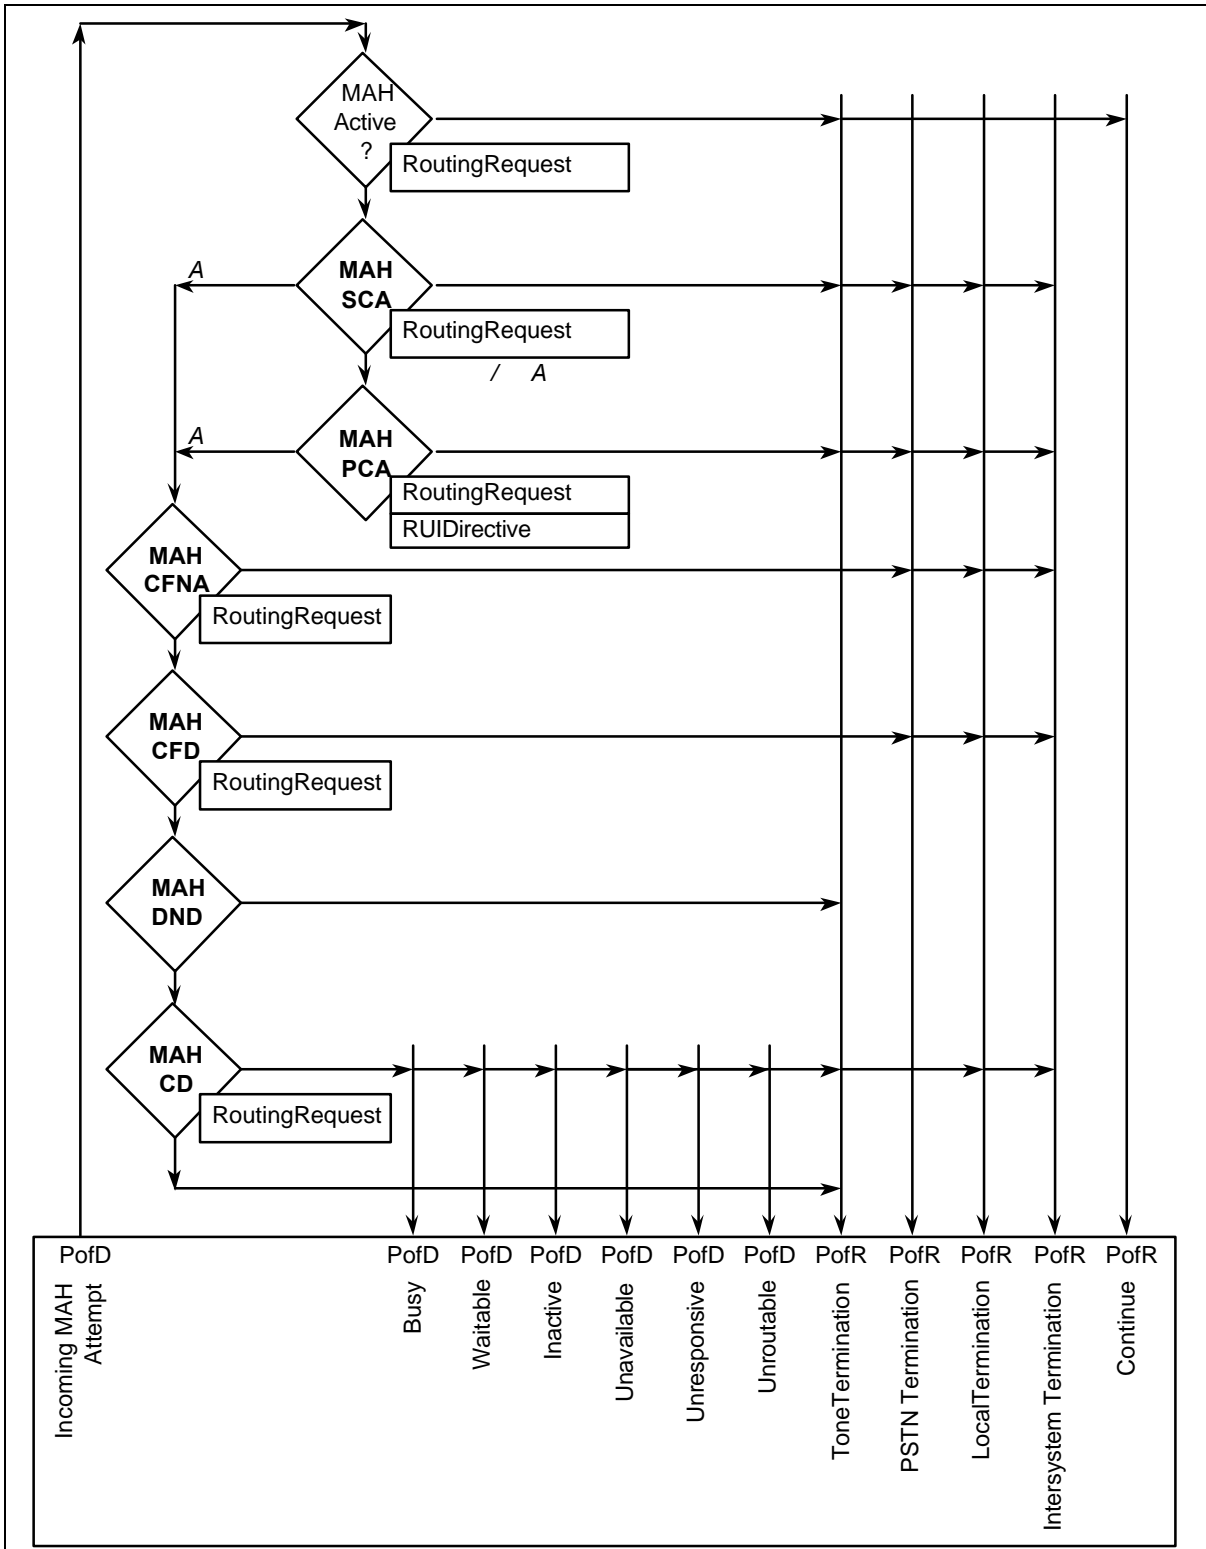 MAH
Active
?
RoutingRequest
A
MAH
SCA
RoutingRequest
/ A
A
MAH
PCA
RoutingRequest
RUIDirective
MAH
CFNA
RoutingRequest
MAH
CFD
RoutingRequest
MAH
DND
MAH
CD
RoutingRequest
PofD PofD PofD PofD PofD PofD PofD PofR PofR PofR PofR PofR
Incoming MAH
Attempt
Busy
Waitable
Inactive
Unavailable
Unresponsive
Unroutable
ToneTermination
PSTN Termination
LocalTermination
Intersystem Termination
Continue